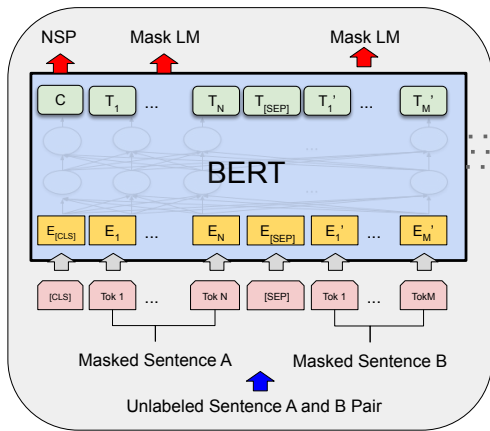 NSP Mask LM Mask LM
C T1 ... TN T[SEP] T1' ... TM'
...
BERT
...
E[CLS] E1 ... EN E[SEP] E1' ... EM'
[CLS] Tok 1 ... Tok N [SEP] Tok 1 ... TokM
Masked Sentence A Masked Sentence B
Unlabeled Sentence A and B Pair